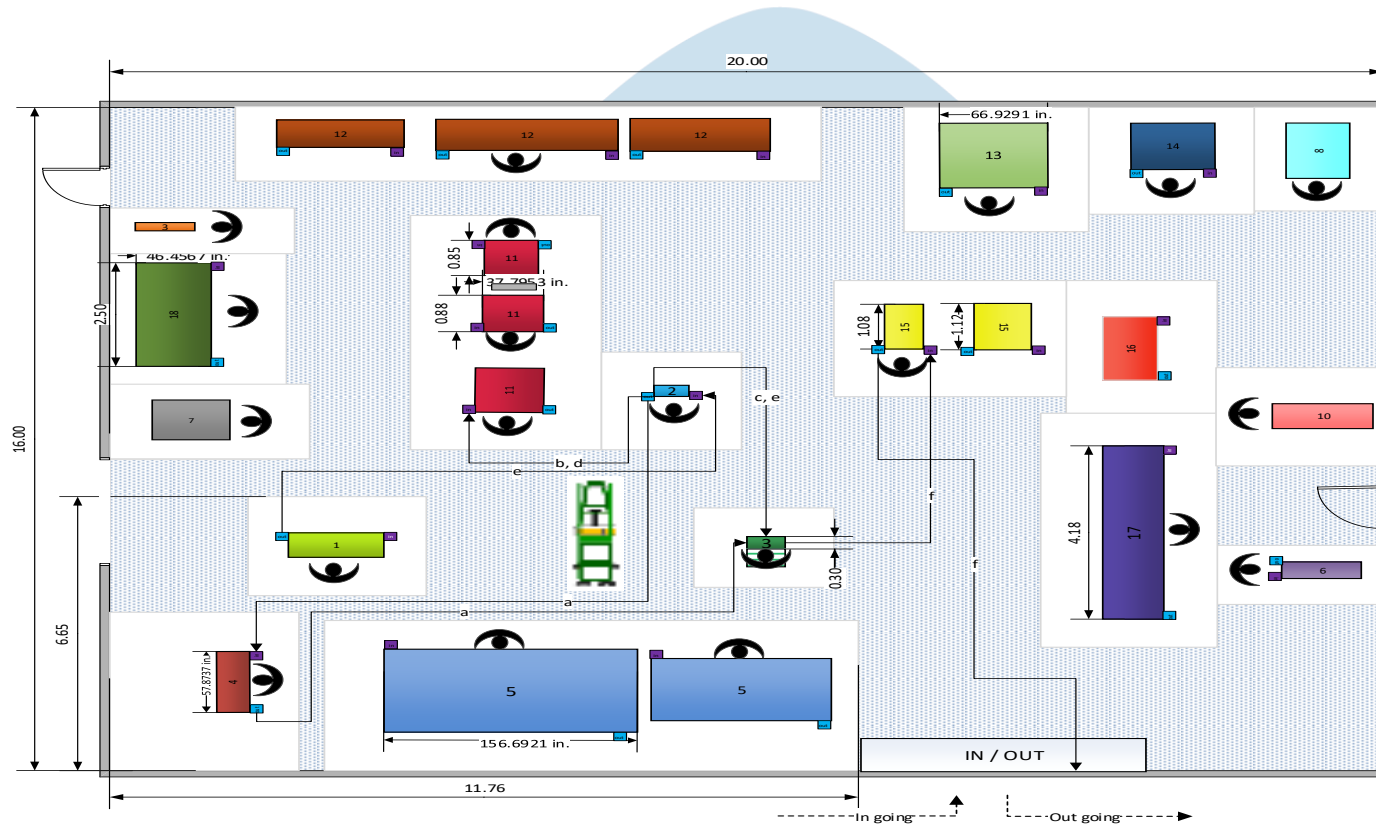 20.00
66.9291 in.
12
12
12
13
14
8
3
46.4567 in.
2.50
18
0.85
11
37.7953 in.
0.88
11
11
1.08
15
1.12
15
16
16.00
7
2
c, e
10
b, d
e
f
T
1
3
0.30
4.18
17
6
f
a
a
6.65
57.8737 in.
4
5
5
156.6921 in.
IN / OUT
11.76
In going
Out going